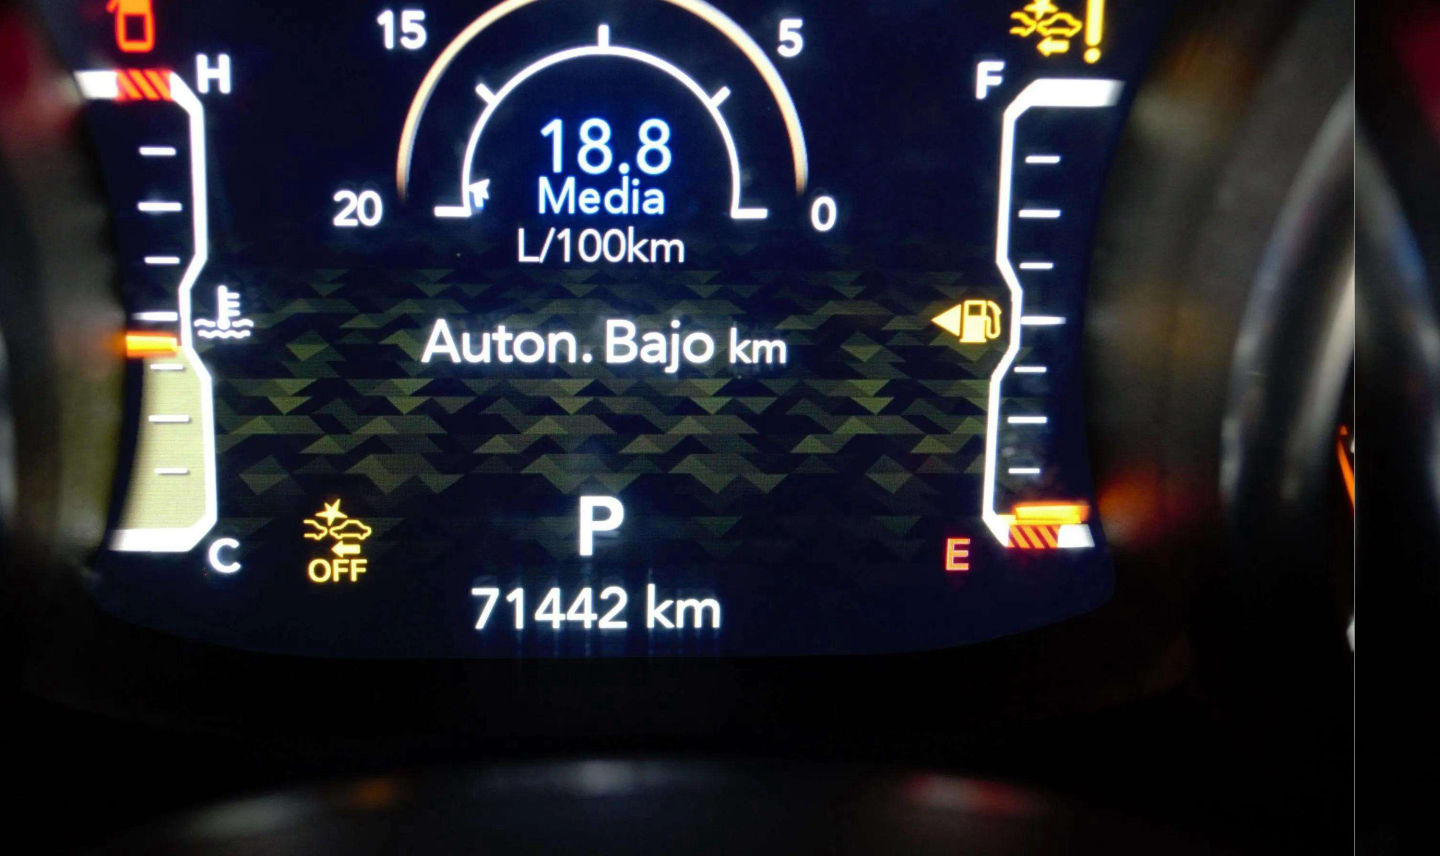 15 5
H F
18.8
20 Media 0
L/100km
Auton. Bajo km
P
C OFF E
71442 km